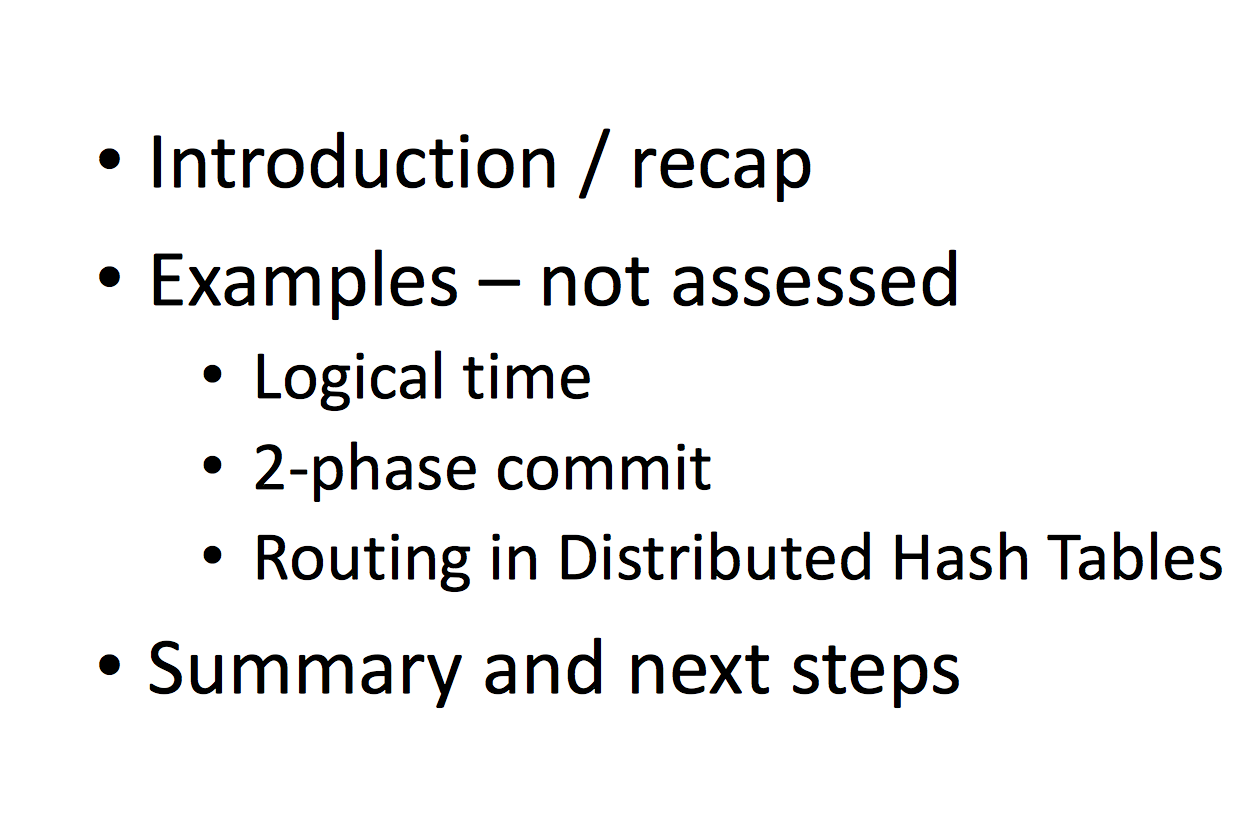 • Introduction / recap
• Examples – not assessed
• Logical time
• 2-phase commit
• Routing in Distributed Hash Tables
• Summary and next steps